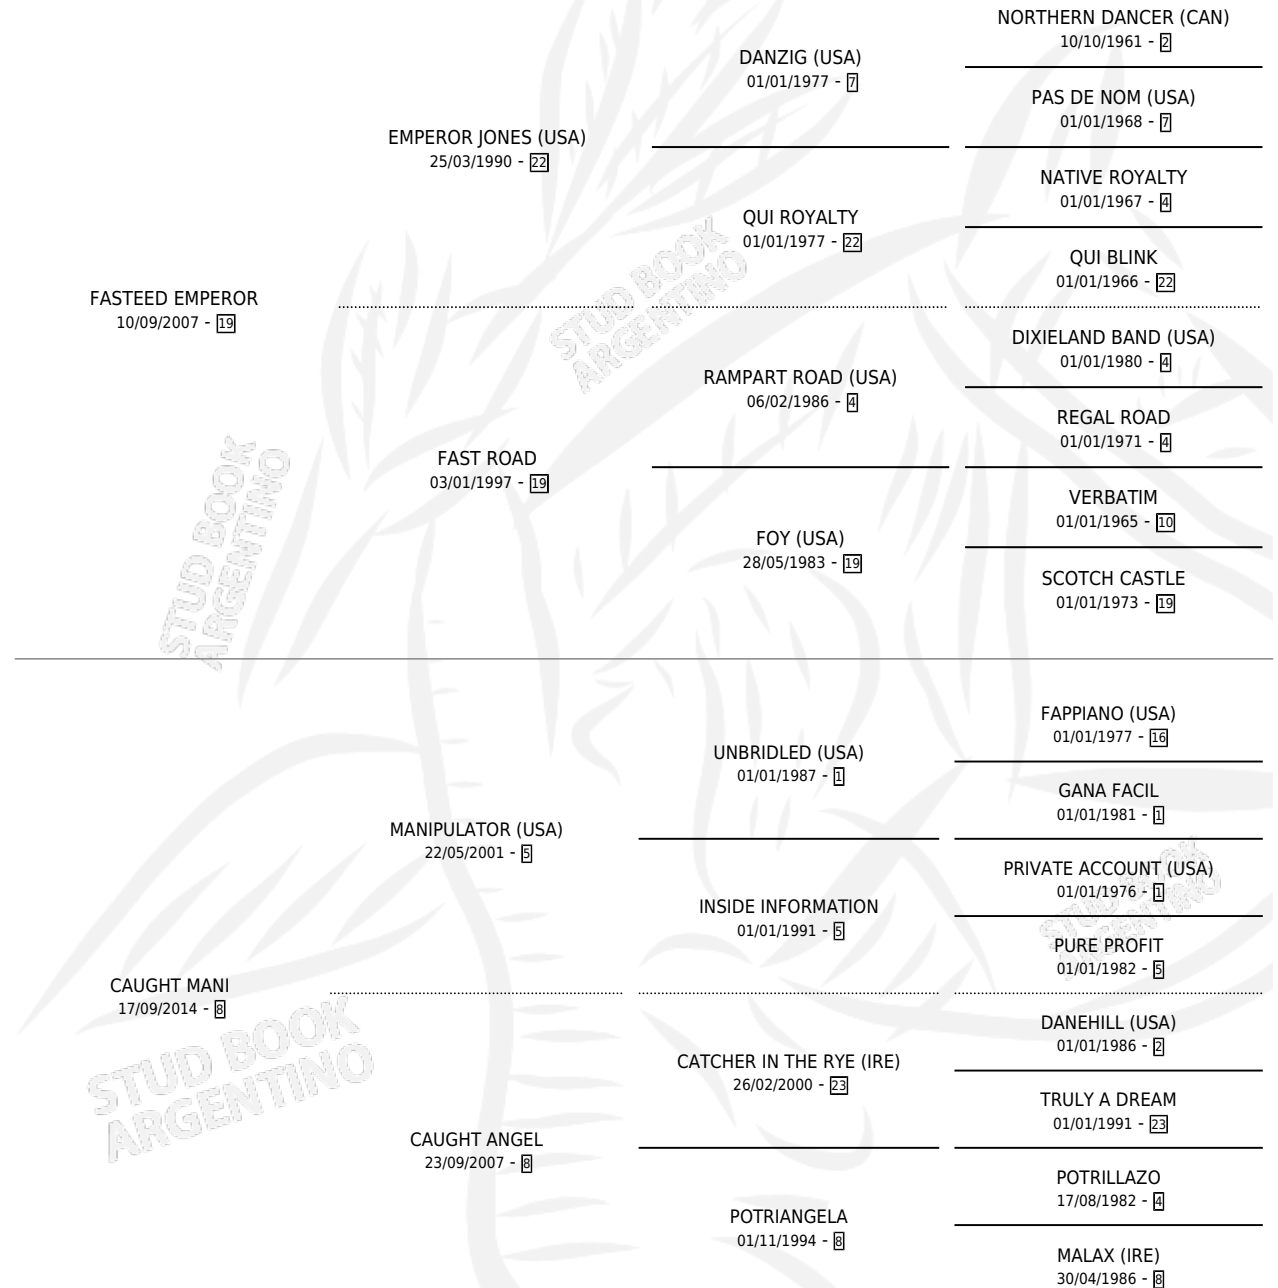 NORTHERN DANCER (CAN)
10/10/1961 - 2
DANZIG (USA)
01/01/1977 - 7
PAS DE NOM (USA)
01/01/1968 - 7
EMPEROR JONES (USA)
25/03/1990 - 22
NATIVE ROYALTY
01/01/1967 - 4
QUI ROYALTY
01/01/1977 - 22
QUI BLINK
01/01/1966 - 22
FASTEED EMPEROR
10/09/2007 - 19
DIXIELAND BAND (USA)
01/01/1980 - 4
RAMPART ROAD (USA)
06/02/1986 - 4
REGAL ROAD
01/01/1971 - 4
FAST ROAD
03/01/1997 - 19
VERBATIM
01/01/1965 - 10
FOY (USA)
28/05/1983 - 19
SCOTCH CASTLE
01/01/1973 - 19
STUD BOOK
ARGENTINO
STUD BOOK
ARGENTINO
FAPPIANO (USA)
01/01/1977 - 16
UNBRIDLED (USA)
01/01/1987 - 1
GANA FACIL
01/01/1981 - 1
MANIPULATOR (USA)
22/05/2001 - 5
PRIVATE ACCOUNT (USA)
01/01/1976 - 1
INSIDE INFORMATION
01/01/1991 - 5
PURE PROFIT
01/01/1982 - 5
CAUGHT MANI
17/09/2014 - 8
DANEHILL (USA)
01/01/1986 - 2
CATCHER IN THE RYE (IRE)
26/02/2000 - 23
TRULY A DREAM
01/01/1991 - 23
CAUGHT ANGEL
23/09/2007 - 8
POTRILLAZO
17/08/1982 - 4
POTRIANGELA
01/11/1994 - 8
MALAX (IRE)
30/04/1986 - 8
STUD BOOK
ARGENTINO
STUD BOOK
ARGENTINO